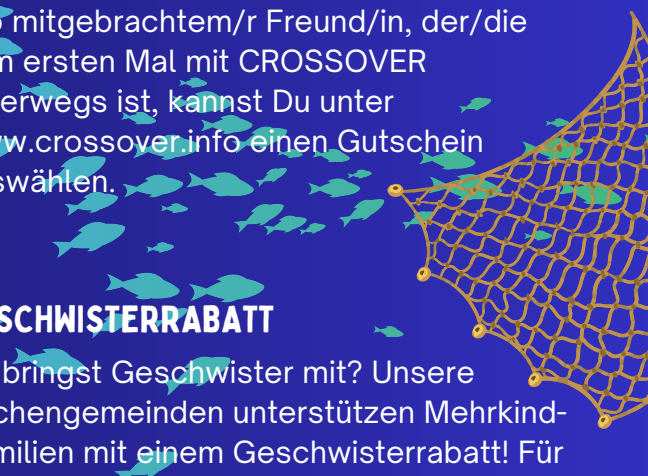 mitgebrachtem/r Freund/in, der/die
m ersten Mal mit CROSSOVER
erwegs ist, kannst Du unter
w.crossover.info einen Gutschein
swählen.
SCHWISTERRABATT
bringst Geschwister mit? Unsere
chengemeinden unterstützen Mehrkind-
milien mit einem Geschwisterrabatt! Für